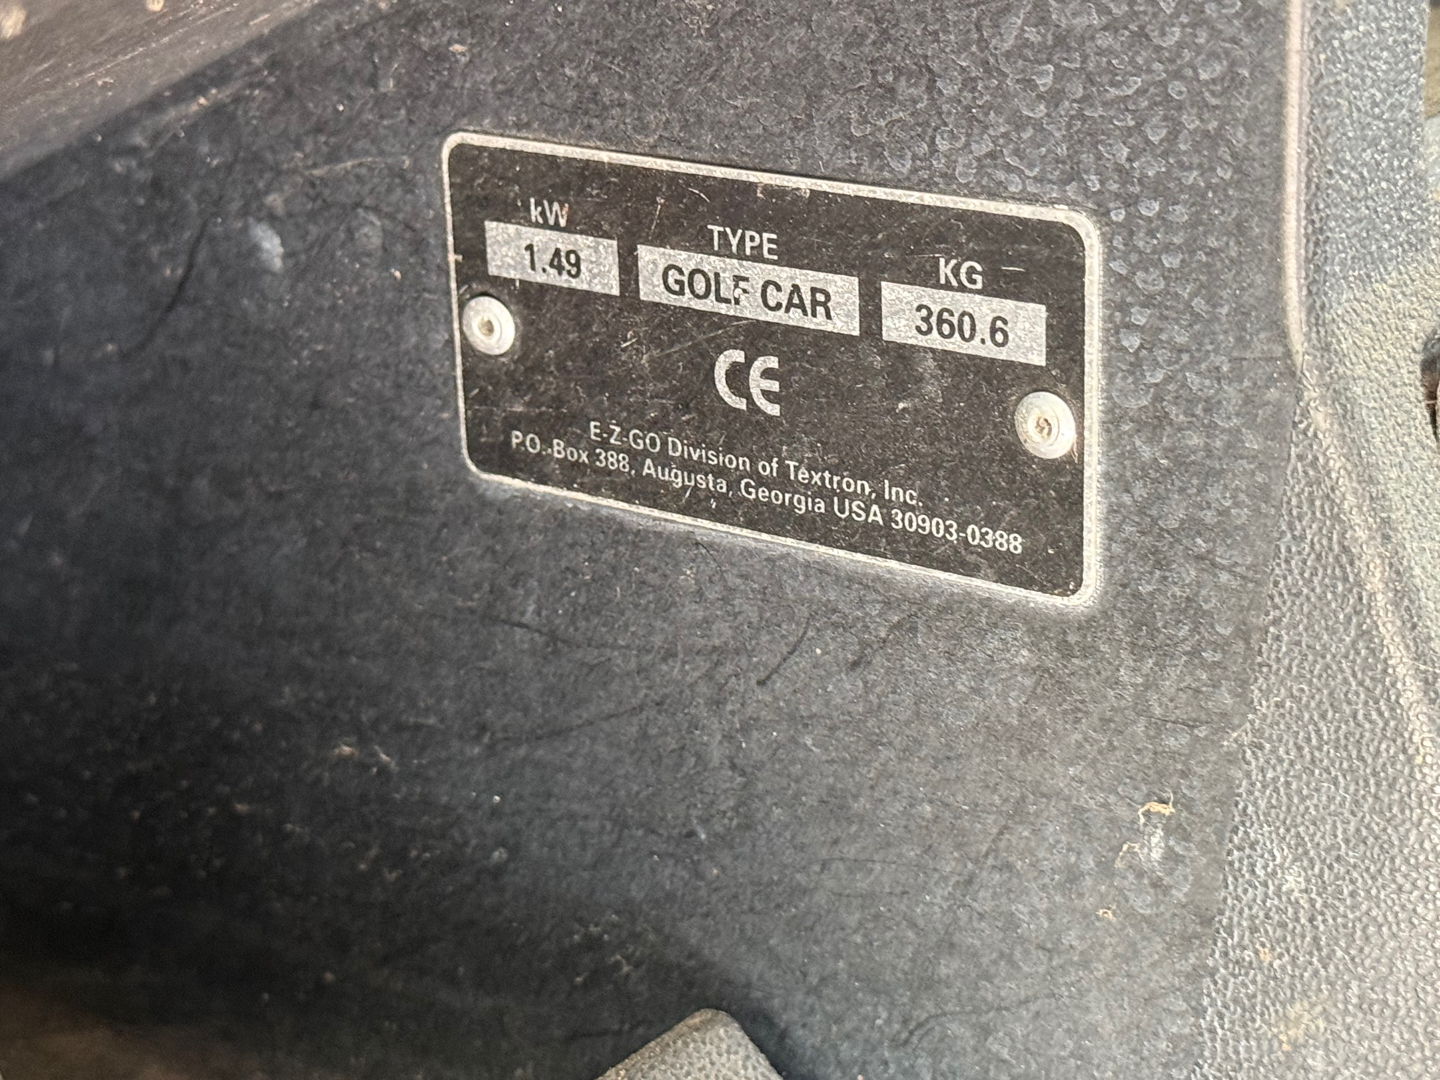 kW TYPE KG
1.49 GOLF CAR 360.6
CE
E-Z-GO Division of Textron, Inc.
P.O. Box 388, Augusta, Georgia USA 30903-0388